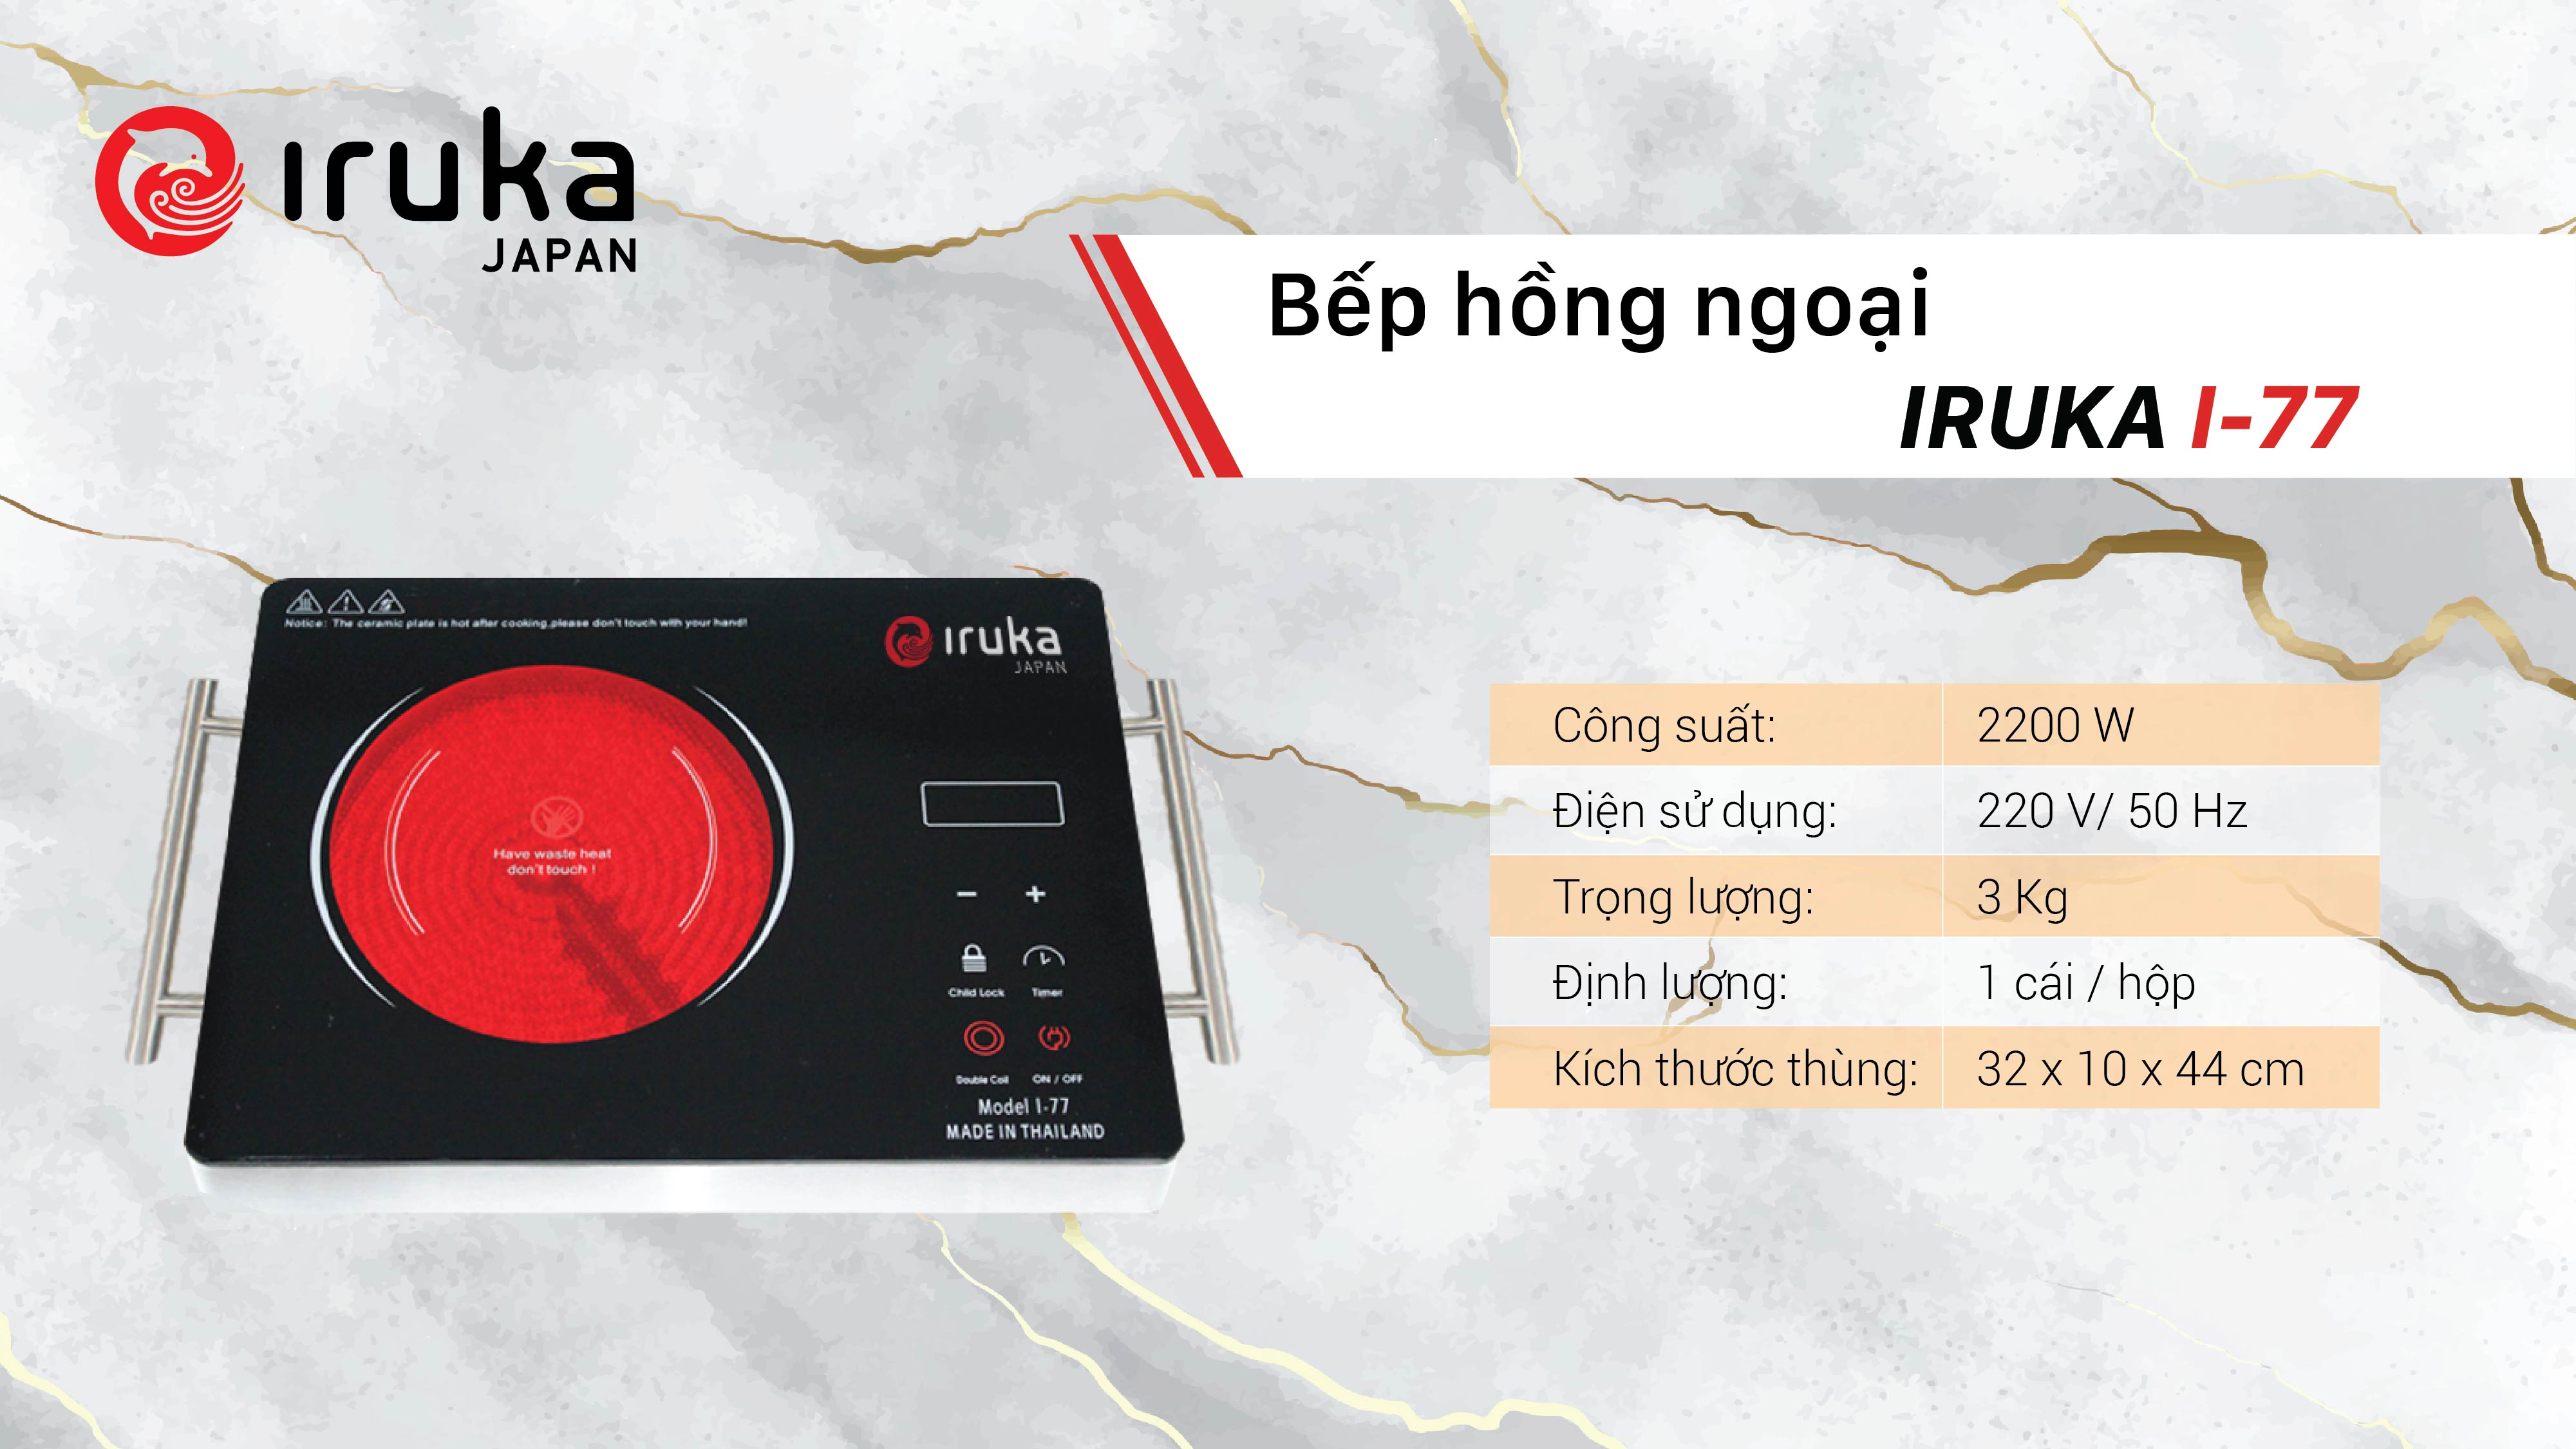 ıruka
JAPAN
Bếp hồng ngoại
IRUKA I-77
Notice: The ceramic plate is hot after cooking,please don't touch with your hand!
ıruka
JAPAN
Have waste heat
don't touch !
− +
Child Lock Timer
Double Coil ON / OFF
Model I-77
MADE IN THAILAND
Công suất: 2200 W
Điện sử dụng: 220 V/ 50 Hz
Trọng lượng: 3 Kg
Định lượng: 1 cái / hộp
Kích thước thùng: 32 x 10 x 44 cm